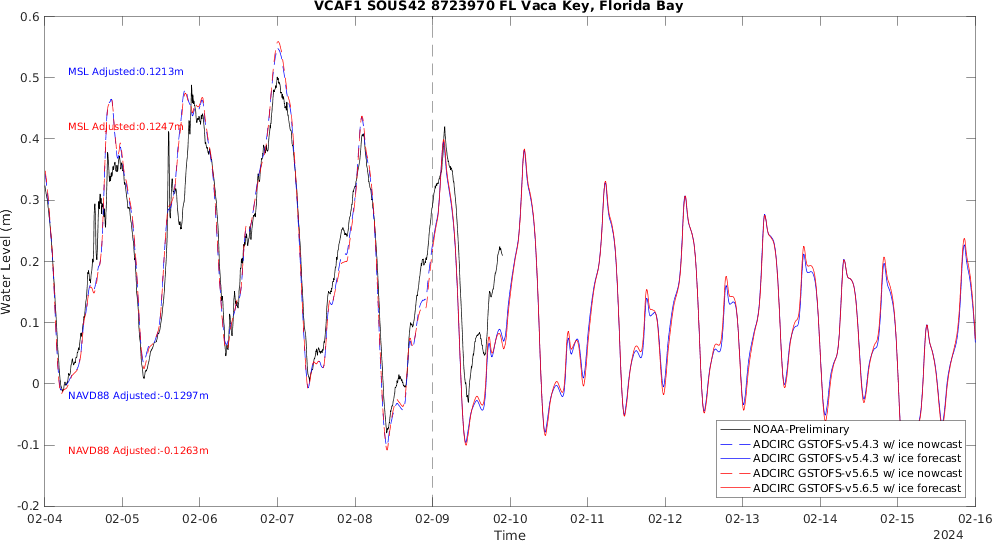 VCAF1 SOUS42 8723970 FL Vaca Key, Florida Bay
0.6
0.5
0.4
0.3
0.2
0.1
0
-0.1
-0.2
Water Level (m)
MSL Adjusted:0.1213m
MSL Adjusted:0.1247m
NAVD88 Adjusted:-0.1297m
NAVD88 Adjusted:-0.1263m
NOAA-Preliminary
ADCIRC GSTOFS-v5.4.3 w/ ice nowcast
ADCIRC GSTOFS-v5.4.3 w/ ice forecast
ADCIRC GSTOFS-v5.6.5 w/ ice nowcast
ADCIRC GSTOFS-v5.6.5 w/ ice forecast
02-04 02-05 02-06 02-07 02-08 02-09 02-10 02-11 02-12 02-13 02-14 02-15 02-16
Time
2024